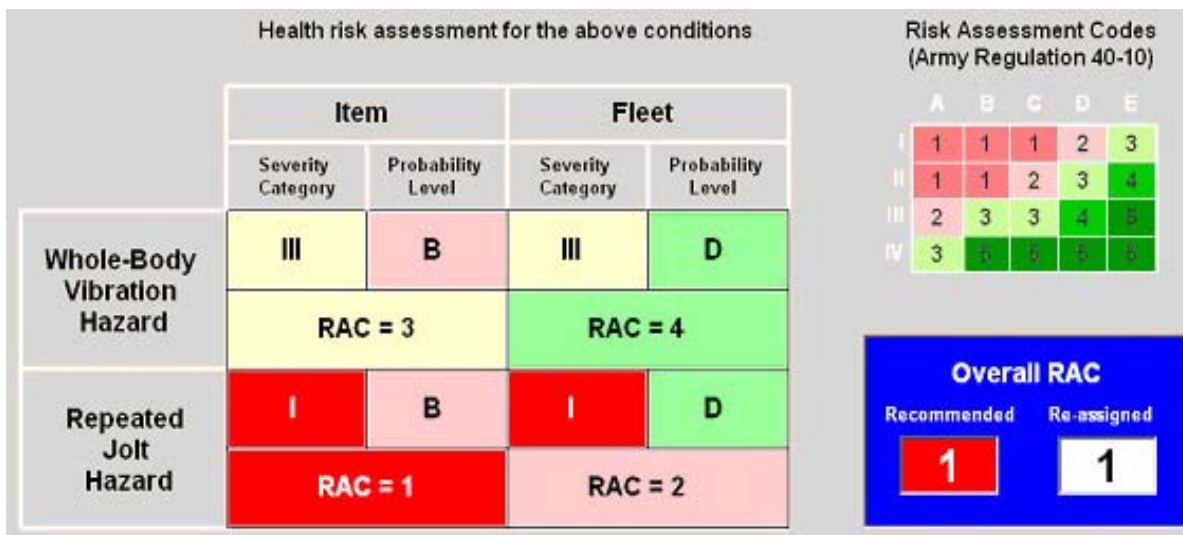 Health risk assessment for the above conditions
Item Fleet
Severity Category Probability Level Severity Category Probability Level
Whole-Body Vibration Hazard
III B III D
RAC = 3 RAC = 4
Repeated Jolt Hazard
I B I D
RAC = 1 RAC = 2
Risk Assessment Codes
(Army Regulation 40-10)
A B C D E
I 1 1 1 2 3
II 1 1 2 3 4
III 2 3 3 4 5
IV 3 5 5 5 5
Overall RAC
Recommended Re-assigned
1 1